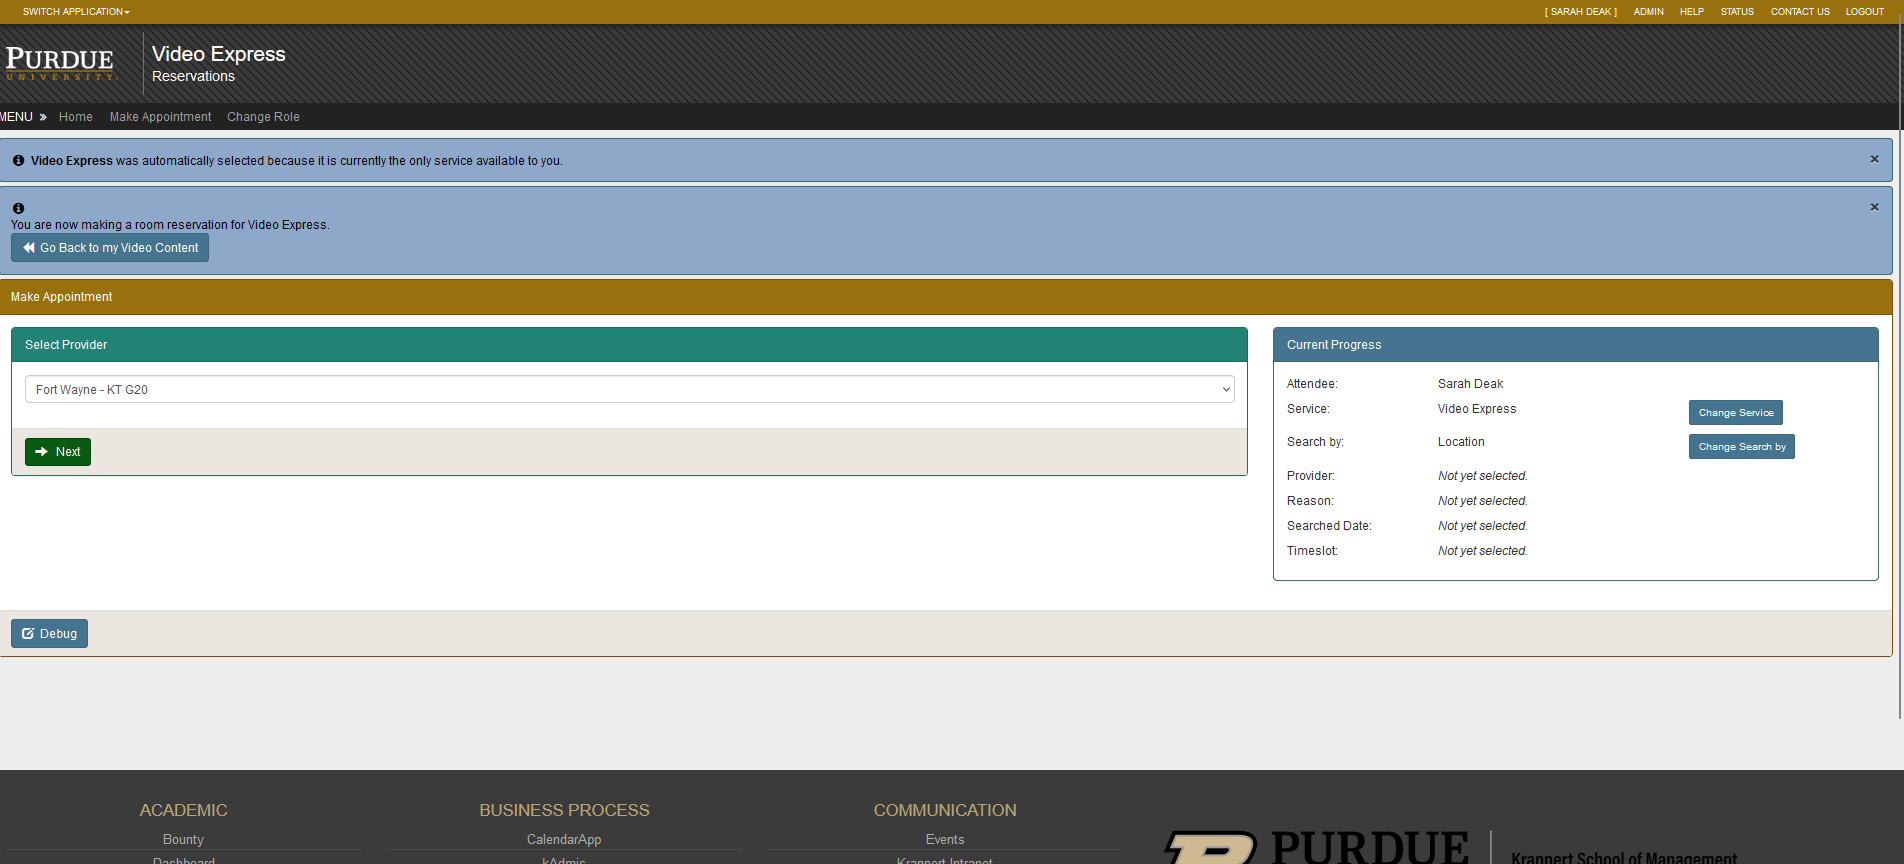 SWITCH APPLICATION
[ SARAH DEAK ] ADMIN HELP STATUS CONTACT US LOGOUT
PURDUE
UNIVERSITY
Video Express
Reservations
MENU » Home Make Appointment Change Role
Video Express was automatically selected because it is currently the only service available to you.
×
×
You are now making a room reservation for Video Express.
Go Back to my Video Content
Make Appointment
Select Provider
Fort Wayne - KT G20
Next
Current Progress
Attendee: Sarah Deak
Service: Video Express Change Service
Search by: Location Change Search by
Provider: Not yet selected.
Reason: Not yet selected.
Searched Date: Not yet selected.
Timeslot: Not yet selected.
Debug
ACADEMIC
Bounty
Dashboard
BUSINESS PROCESS
CalendarApp
kAdmis
COMMUNICATION
Events
Krannert Intranet
PURDUE
Krannert School of Management